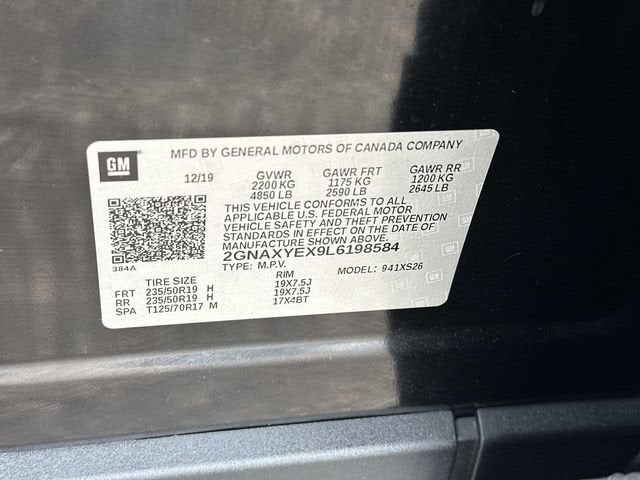 GM
MFD BY GENERAL MOTORS OF CANADA COMPANY
12/19 GVWR GAWR FRT GAWR RR
2200 KG 1175 KG 1200 KG
4850 LB 2590 LB 2645 LB
THIS VEHICLE CONFORMS TO ALL
APPLICABLE U.S. FEDERAL MOTOR
VEHICLE SAFETY AND THEFT PREVENTION
STANDARDS IN EFFECT ON THE DATE OF
MANUFACTURE SHOWN ABOVE.
2GNAXYEX9L6198584
384A TYPE: M.P.V. MODEL: 941XS26
TIRE SIZE RIM
FRT 235/50R19 H 19X7.5J
RR 235/50R19 H 19X7.5J
SPA T125/70R17 M 17X4BT